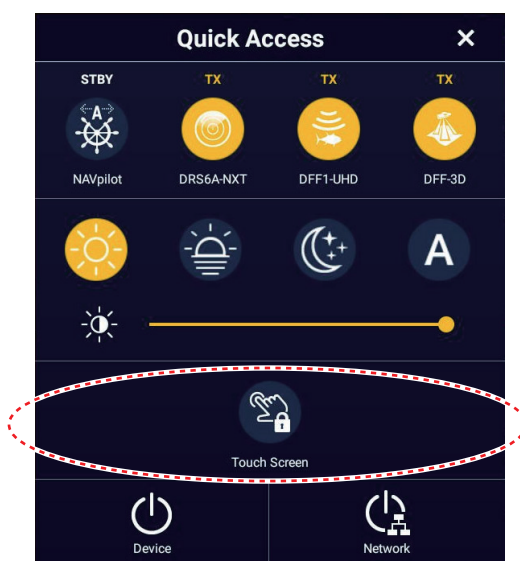 Quick Access
STBY TX TX TX
A
NAVpilot DRS6A-NXT DFF1-UHD DFF-3D
A
Touch Screen
Device Network